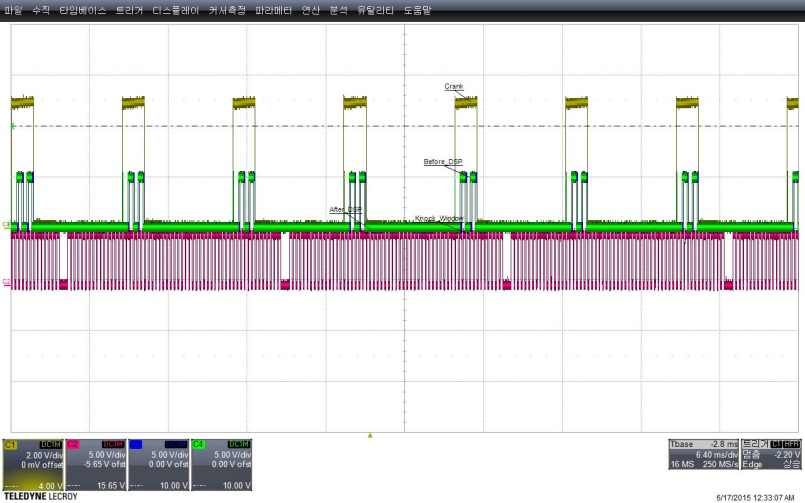 파일 수직 타임베이스 트리거 디스플레이 커서측정 파라메터 연산 분석 유틸리티 도움말
Crank
Before_DSP
After_DSP
Knock_Window
C1 DC1M C2 DC1M DC1M C4 DC1M
2.00 V/div 5.00 V/div 5.00 V/div 5.00 V/div
0 mV offset -5.65 V ofst 0.00 V ofst 0.00 V ofst
4.00 V 15.65 V 10.00 V 10.00 V
Tbase -2.8 ms 트리거 C1 HFR
6.40 ms/div 멈춤 -2.20 V
16 MS 250 MS/s Edge 상승
TELEDYNE LECROY
6/17/2015 12:33:07 AM